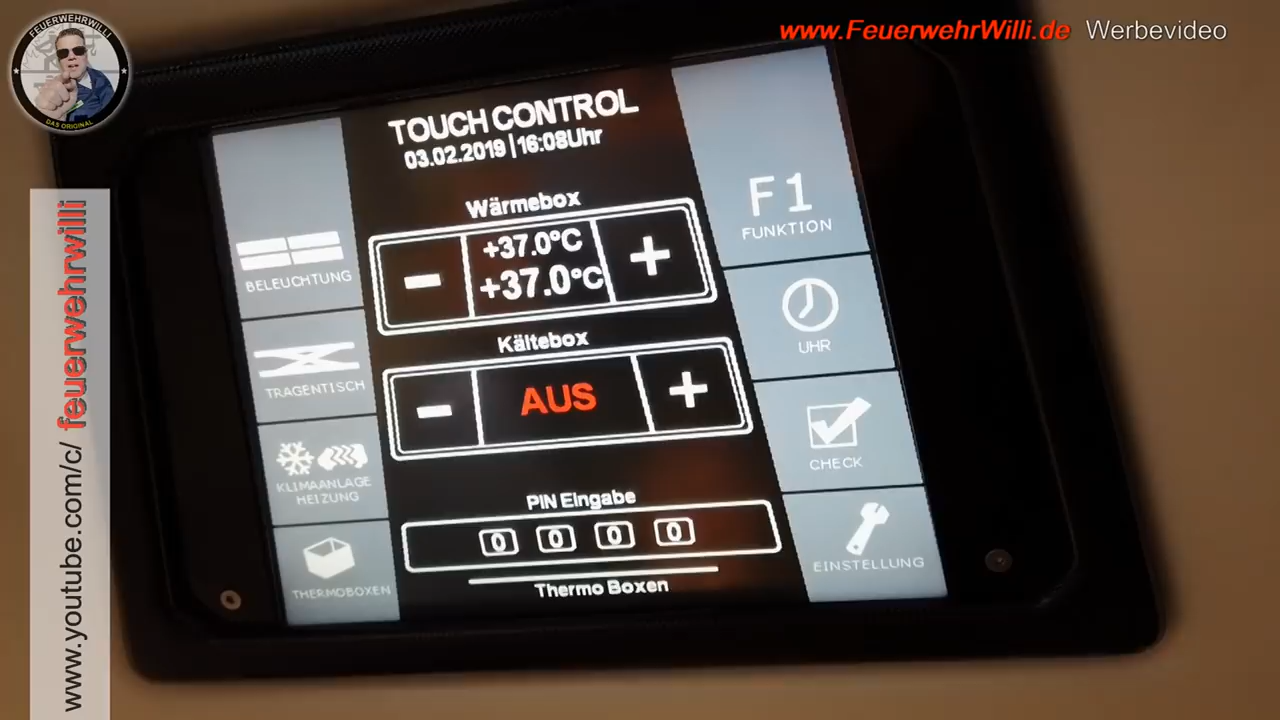 FEUERWEHRWILLI
DAS ORIGINAL
www.FeuerwehrWilli.de Werbevideo
www.youtube.com/c/ feuerwehrwilli
TOUCH CONTROL
03.02.2019 | 16:08Uhr
Wärmebox
- +37.0°C +
+37.0°C
Kältebox
- AUS +
PIN Eingabe
0 0 0 0
Thermo Boxen
BELEUCHTUNG
TRAGENTISCH
KLIMAANLAGE
HEIZUNG
THERMOBOXEN
F1
FUNKTION
UHR
CHECK
EINSTELLUNG